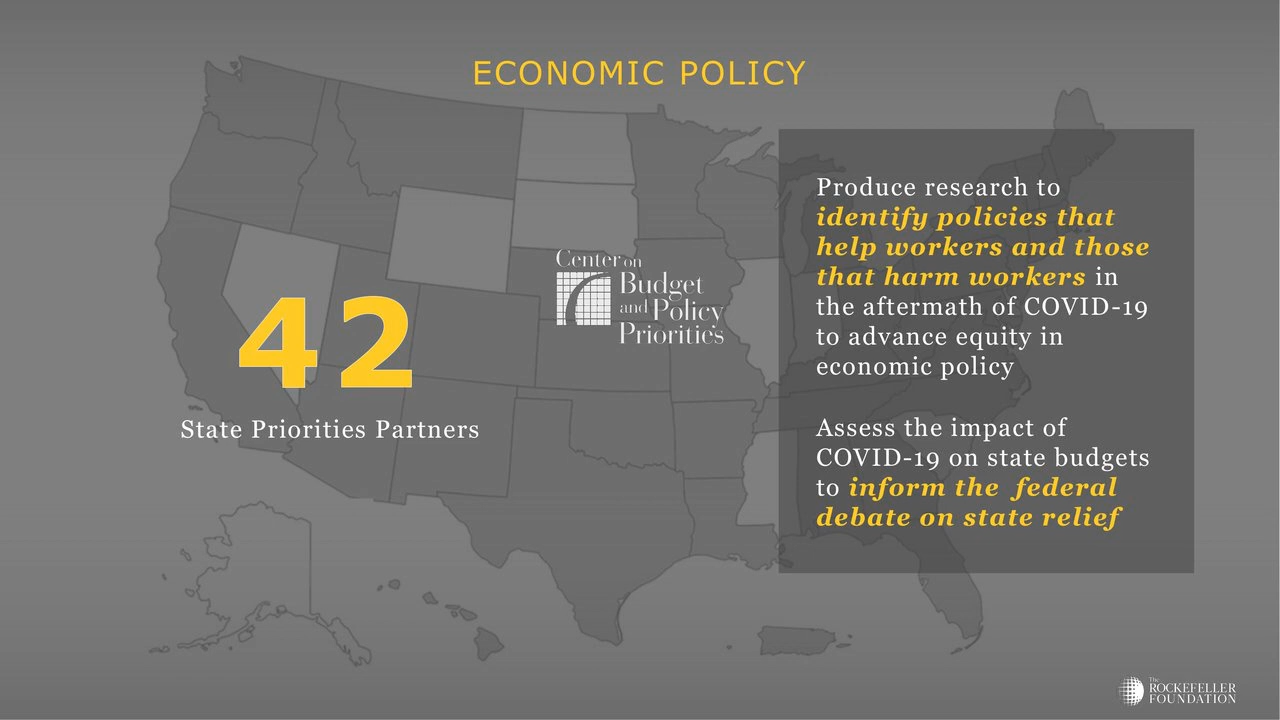 ECONOMIC POLICY
42
State Priorities Partners
Center on
Budget
and Policy
Priorities
Produce research to
identify policies that
help workers and those
that harm workers in
the aftermath of COVID-19
to advance equity in
economic policy
Assess the impact of
COVID-19 on state budgets
to inform the federal
debate on state relief
The
ROCKEFELLER
FOUNDATION